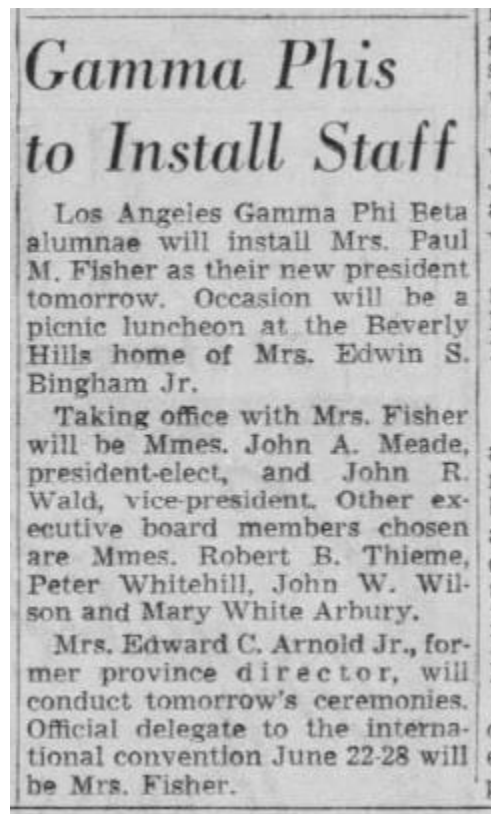 Gamma Phis
to Install Staff
Los Angeles Gamma Phi Beta
alumnae will install Mrs. Paul
M. Fisher as their new president
tomorrow. Occasion will be a
picnic luncheon at the Beverly
Hills home of Mrs. Edwin S.
Bingham Jr.
Taking office with Mrs. Fisher
will be Mmes. John A. Meade,
president-elect, and John R.
Wald, vice-president. Other ex-
ecutive board members chosen
are Mmes. Robert B. Thieme,
Peter Whitehill, John W. Wil-
son and Mary White Arbury.
Mrs. Edward C. Arnold Jr., for-
mer province director, will
conduct tomorrow's ceremonies.
Official delegate to the interna-
tional convention June 22-28 will
be Mrs. Fisher.